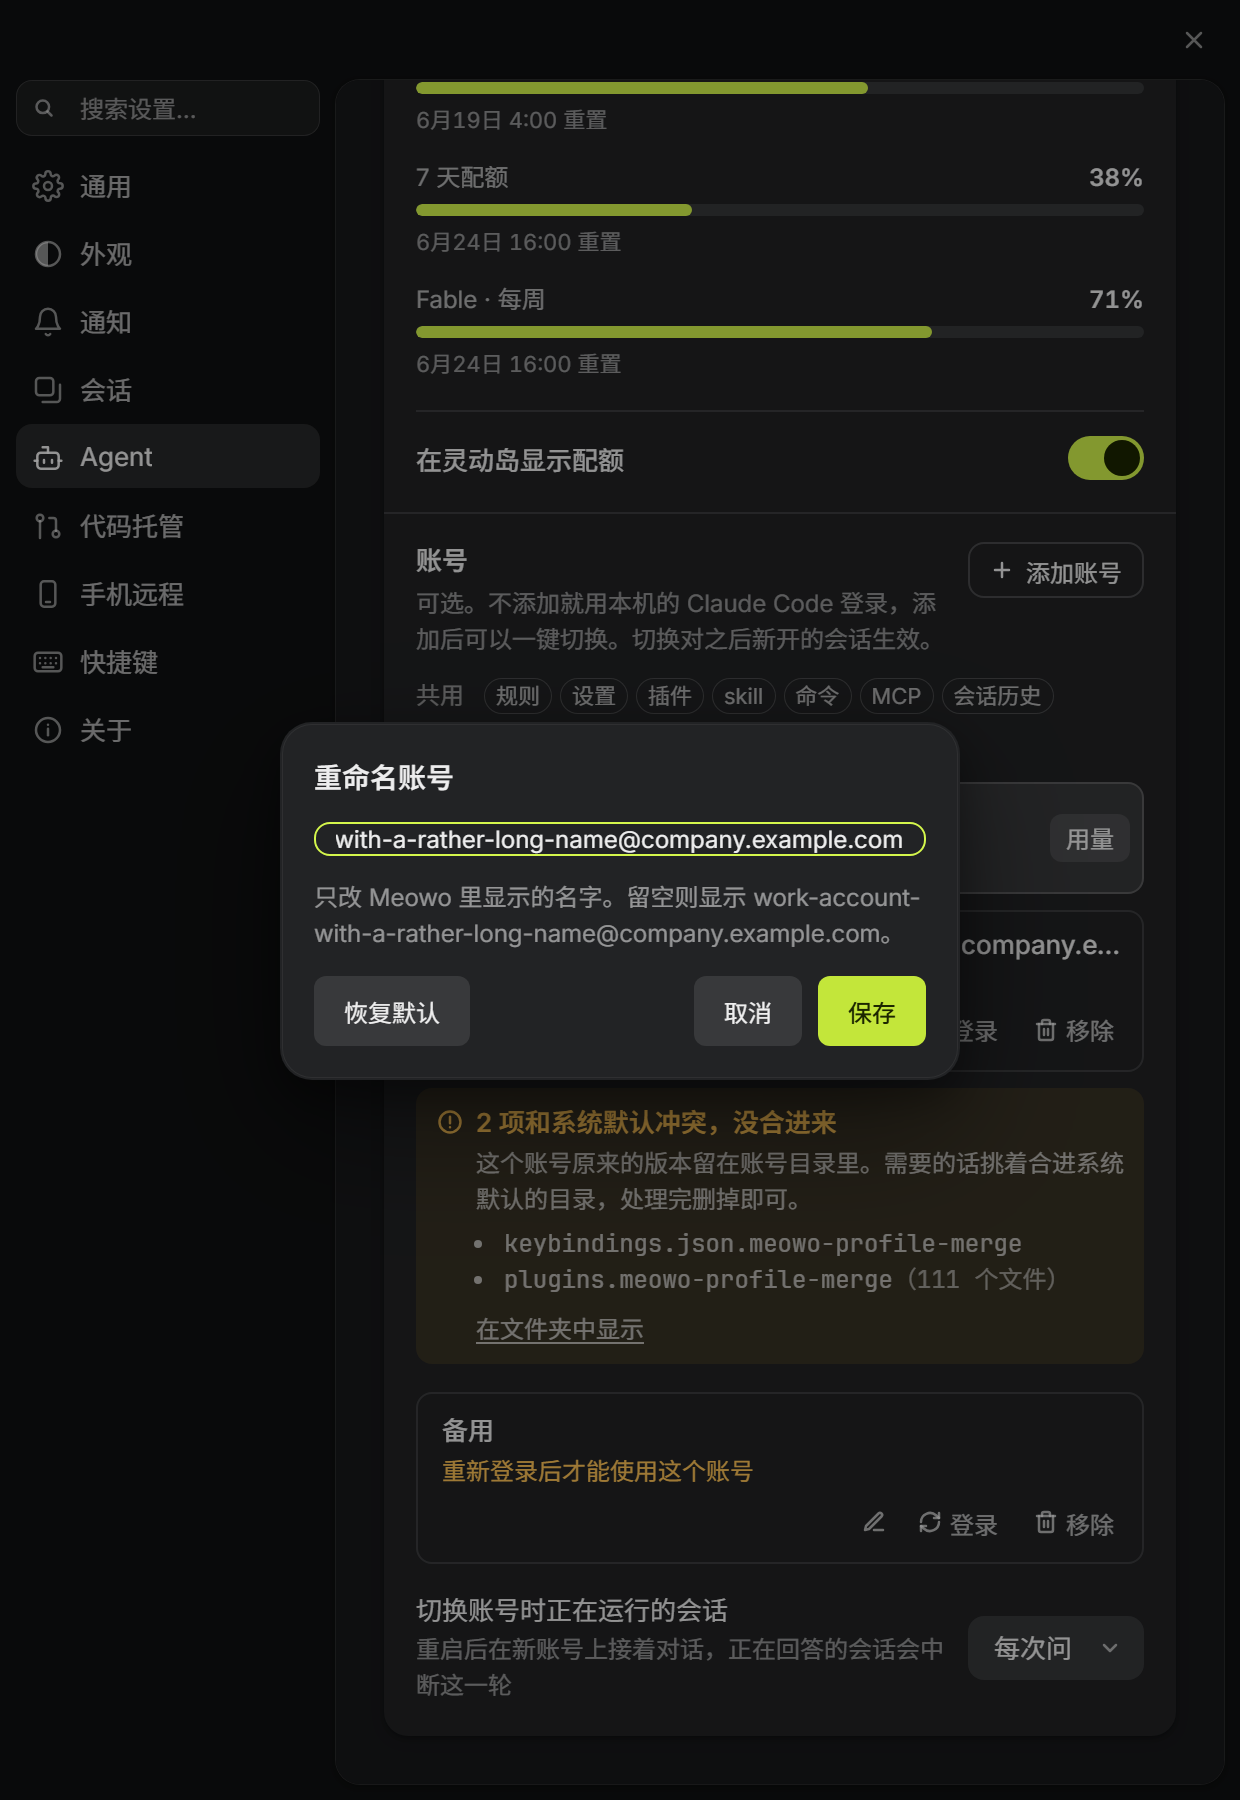 搜索设置...
通用
外观
通知
会话
Agent
代码托管
手机远程
快捷键
关于
6月19日 4:00 重置
7 天配额
38%
6月24日 16:00 重置
Fable · 每周
71%
6月24日 16:00 重置
在灵动岛显示配额
账号
添加账号
可选。不添加就用本机的 Claude Code 登录，添
加后可以一键切换。切换对之后新开的会话生效。
共用 规则 设置 插件 skill 命令 MCP 会话历史
重命名账号
with-a-rather-long-name@company.example.com
只改 Meowo 里显示的名字。留空则显示 work-account-
with-a-rather-long-name@company.example.com。
恢复默认
取消
保存
用量
company.e...
登录
移除
2 项和系统默认冲突，没合进来
这个账号原来的版本留在账号目录里。需要的话挑着合进系统
默认的目录，处理完删掉即可。
• keybindings.json.meowo-profile-merge
• plugins.meowo-profile-merge（111 个文件）
在文件夹中显示
备用
重新登录后才能使用这个账号
登录
移除
切换账号时正在运行的会话
重启后在新账号上接着对话，正在回答的会话会中
断这一轮
每次问